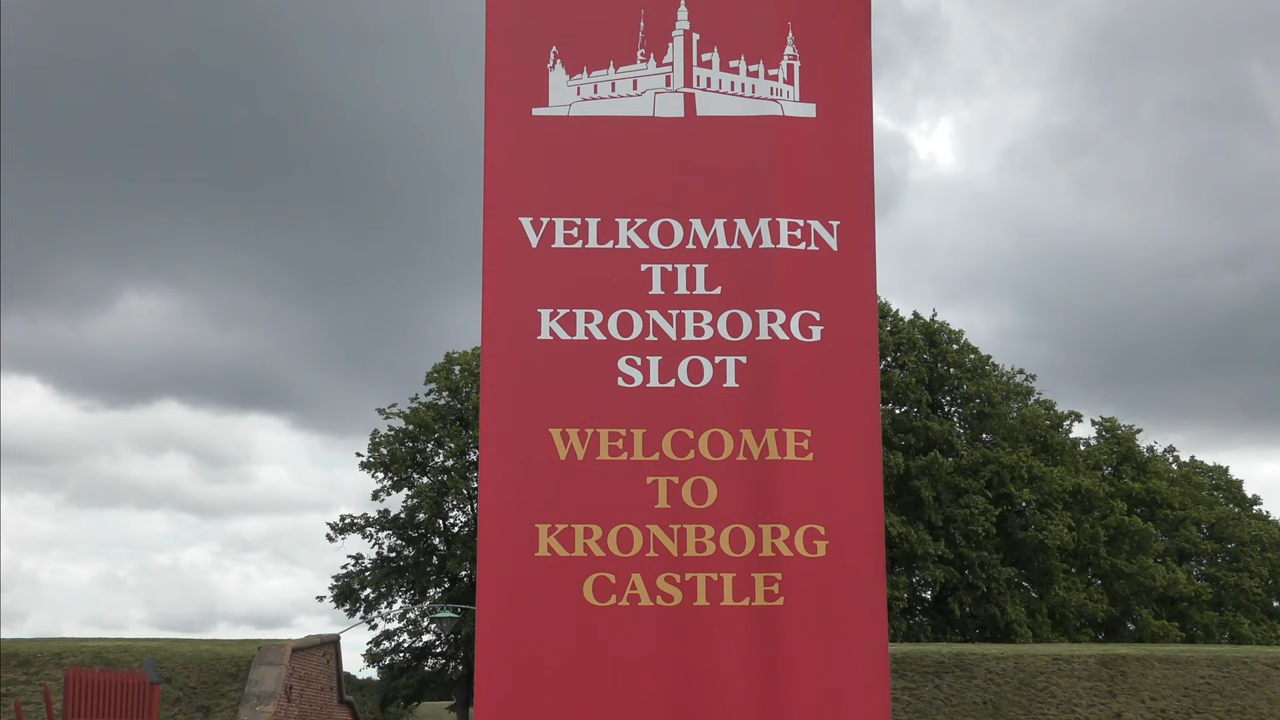 VELKOMMEN
TIL
KRONBORG
SLOT
WELCOME
TO
KRONBORG
CASTLE